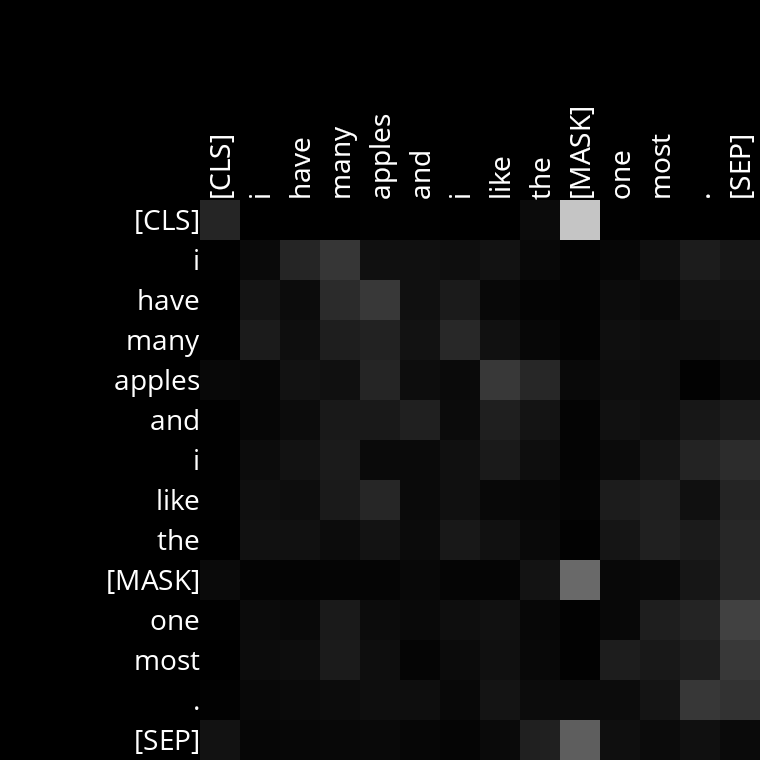 [CLS] i have many apples and i like the [MASK] one most . [SEP]
[CLS]
i
have
many
apples
and
i
like
the
[MASK]
one
most
.
[SEP]